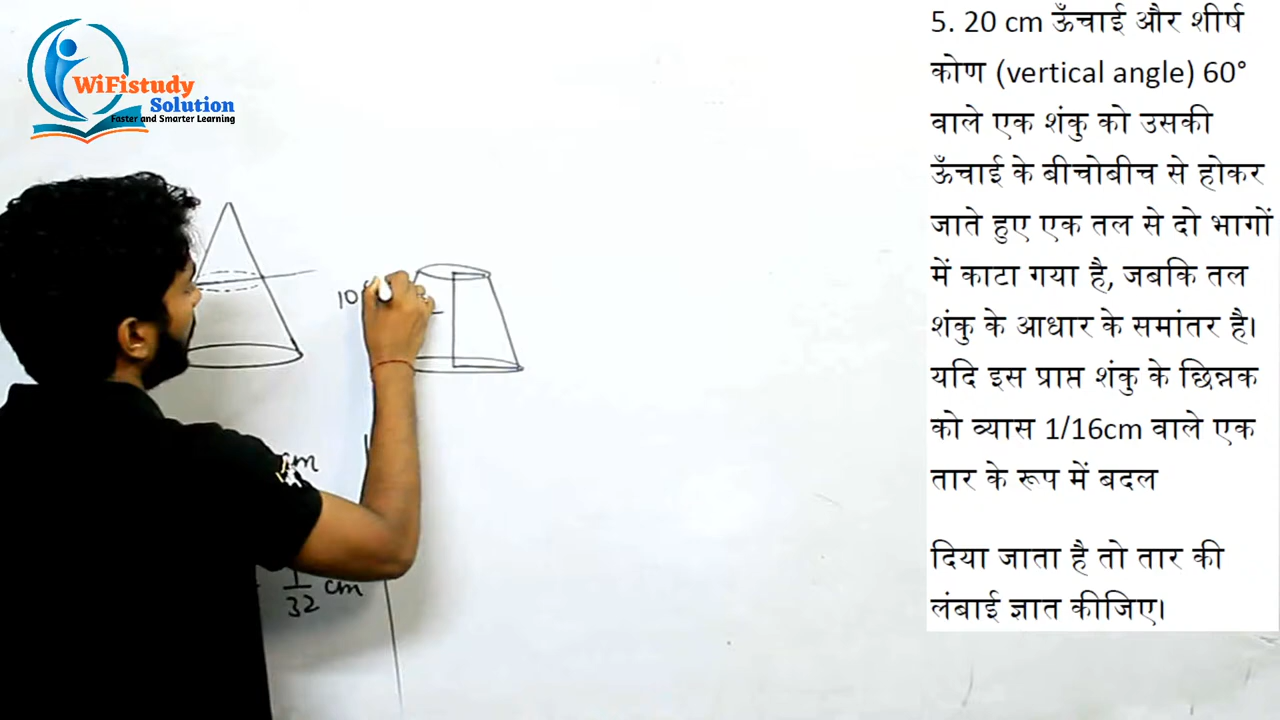 WiFistudy
Solution
Faster and Smarter Learning
5. 20 cm ऊँचाई और शीर्ष
कोण (vertical angle) 60°
वाले एक शंकु को उसकी
ऊँचाई के बीचोबीच से होकर
जाते हुए एक तल से दो भागों
में काटा गया है, जबकि तल
शंकु के आधार के समांतर है।
यदि इस प्राप्त शंकु के छिन्नक
को व्यास 1/16cm वाले एक
तार के रूप में बदल
दिया जाता है तो तार की
लंबाई ज्ञात कीजिए।
10
cm
1/32 cm